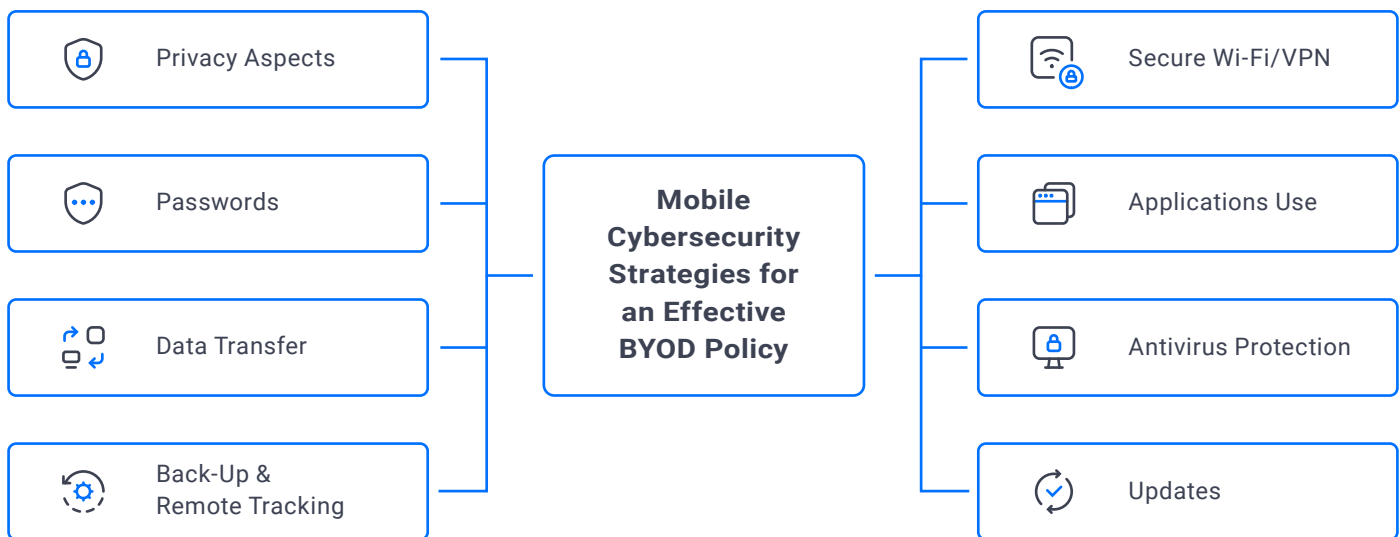 Privacy Aspects
Passwords
Data Transfer
Back-Up &
Remote Tracking
Mobile
Cybersecurity
Strategies for
an Effective
BYOD Policy
Secure Wi-Fi/VPN
Applications Use
Antivirus Protection
Updates